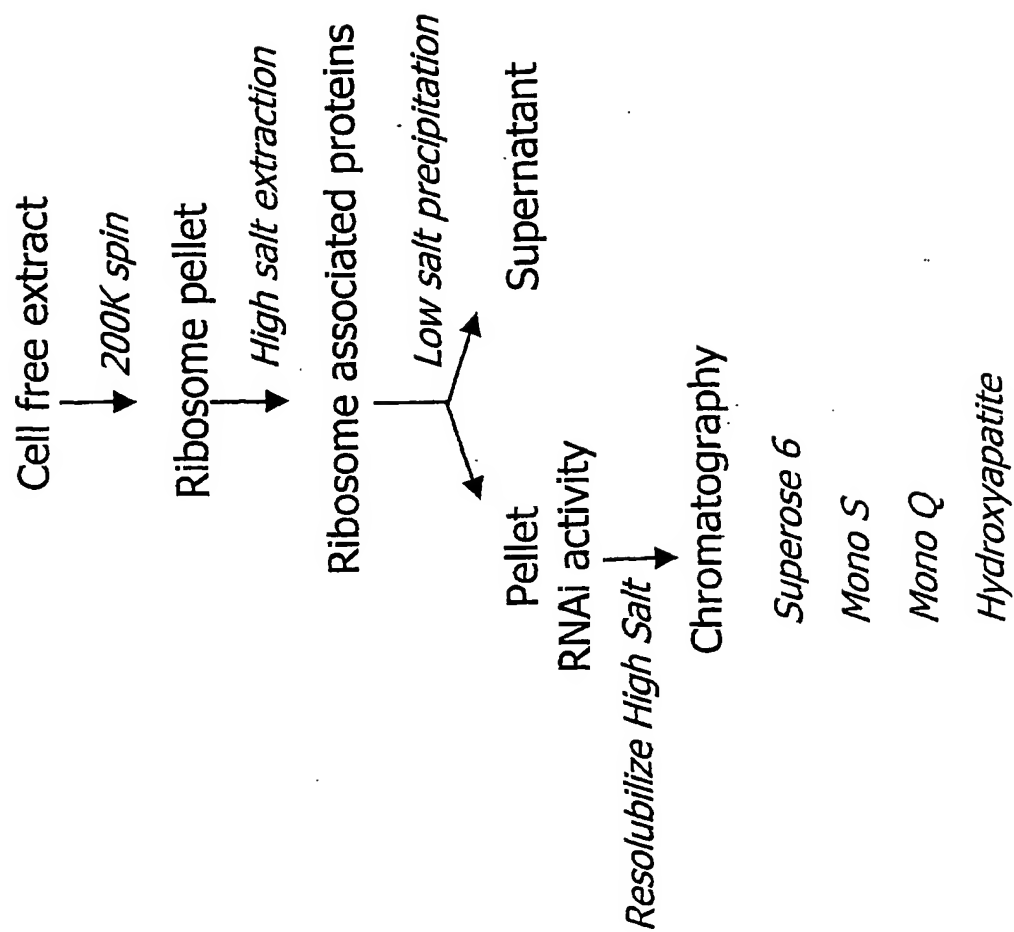 Cell free extract
200K spin
Ribosome pellet
High salt extraction
Ribosome associated proteins
Low salt precipitation
Pellet
Supernatant
RNAi activity
Resolubilize High Salt
Chromatography
Superose 6
Mono S
Mono Q
Hydroxyapatite